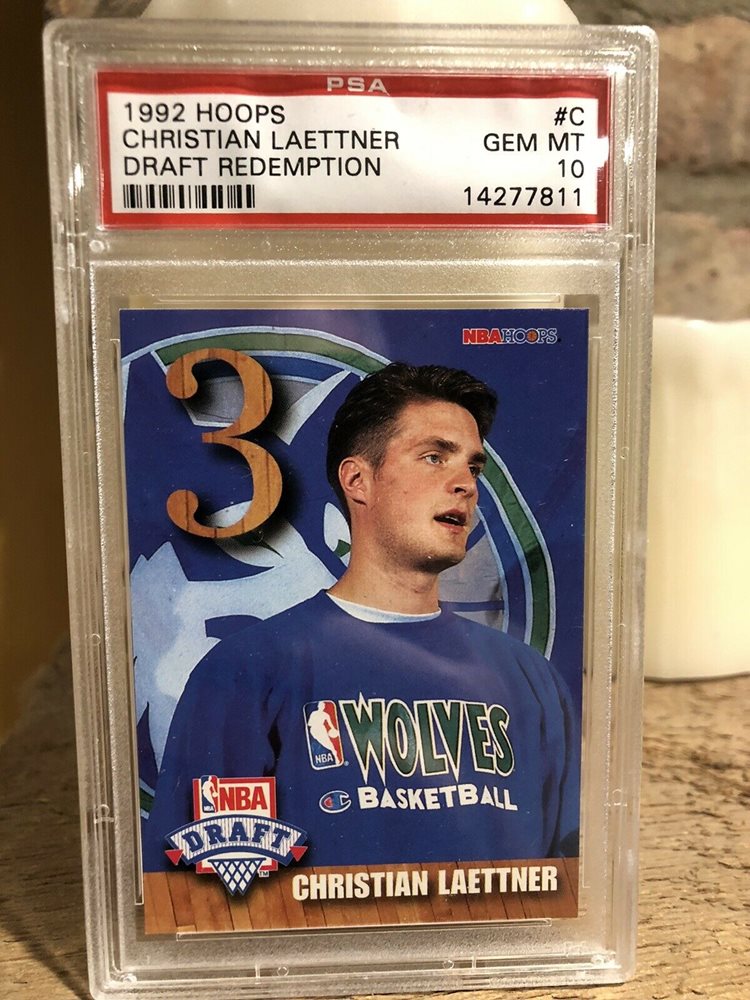 PSA
1992 HOOPS #C
CHRISTIAN LAETTNER GEM MT
DRAFT REDEMPTION 10
14277811
NBA HOOPS
3
NBA WOLVES
BASKETBALL
NBA
DRAFT
TM
CHRISTIAN LAETTNER